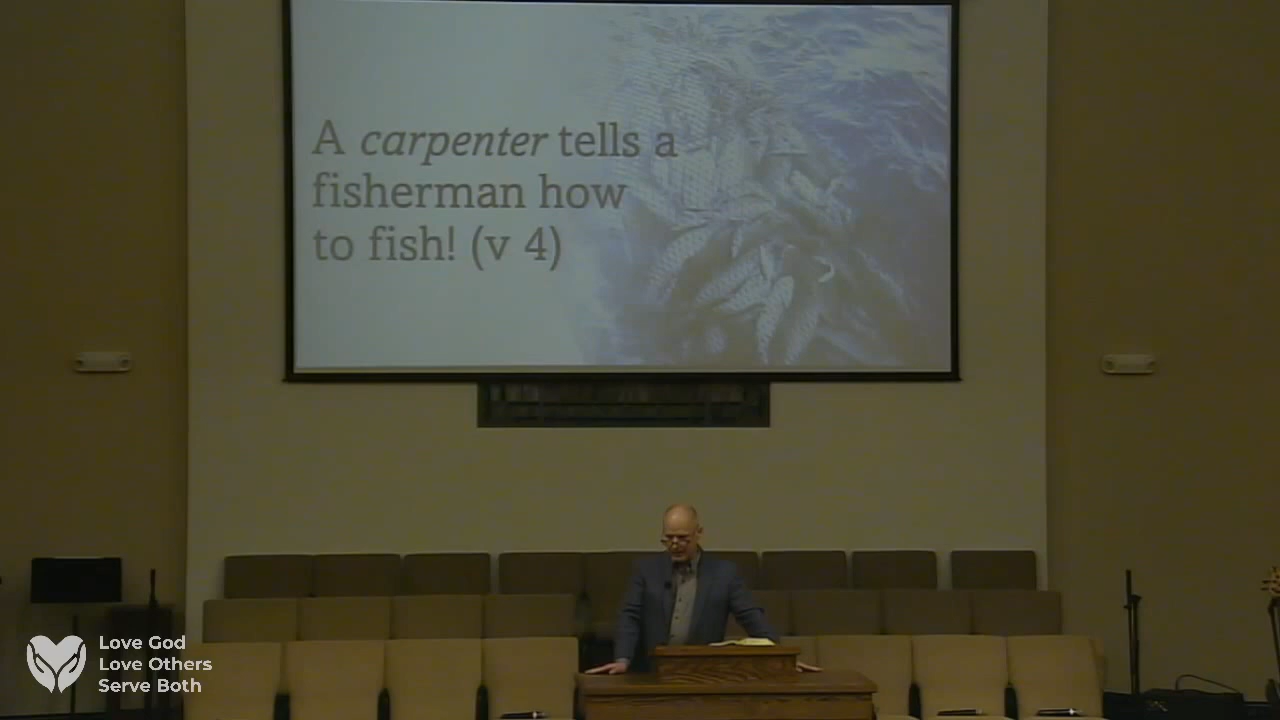 A carpenter tells a
fisherman how
to fish! (v 4)
Love God
Love Others
Serve Both